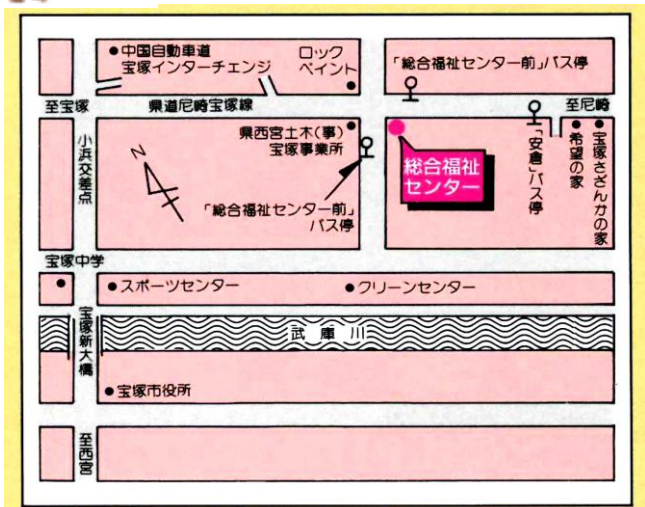 ●中国自動車道
宝塚インターチェンジ
ロック
ペイント
「総合福祉センター前」バス停
至宝塚
県道尼崎宝塚線
至尼崎
小浜交差点
N
県西宮土木(事)
宝塚事業所
「総合福祉センター前」
バス停
総合福祉
センター
「安倉」バス停
●希望の家
●宝塚さざんかの家
宝塚中学
●スポーツセンター
●クリーンセンター
宝塚新大橋
武庫川
●宝塚市役所
至西宮